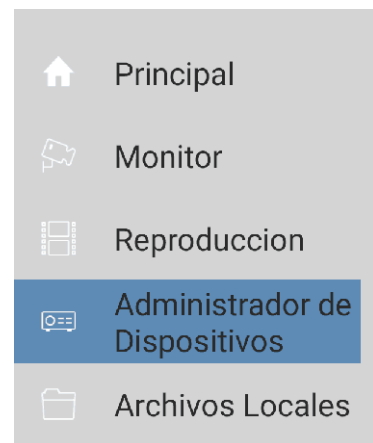 Principal
Monitor
Reproduccion
Administrador de
Dispositivos
Archivos Locales